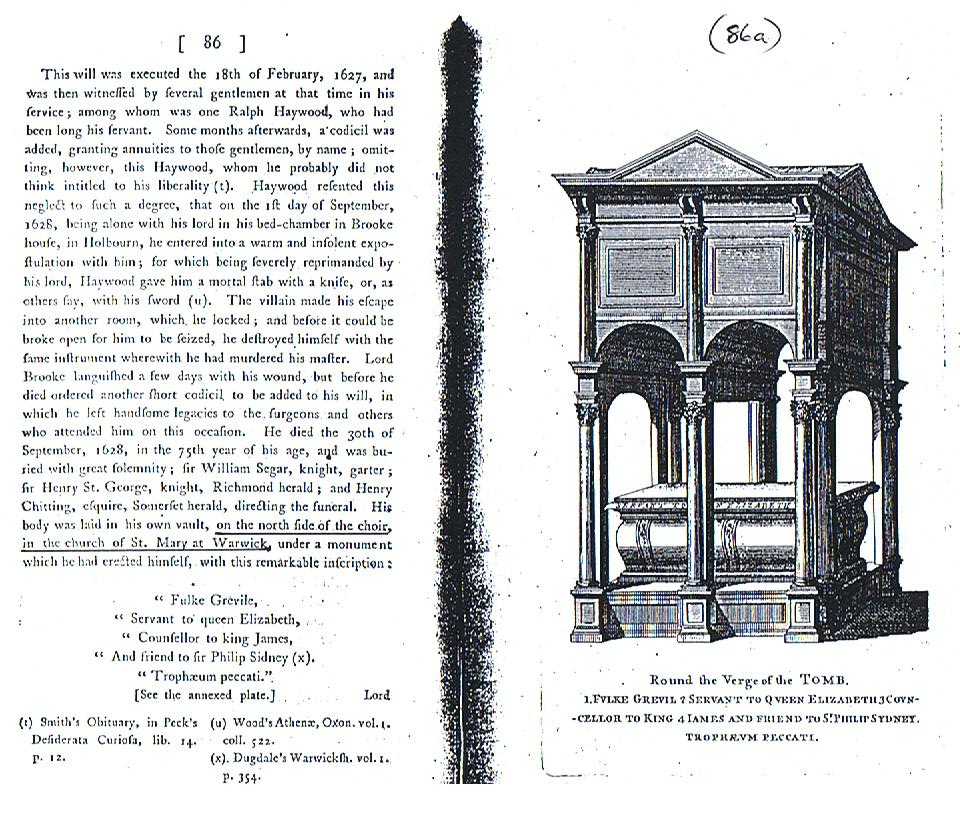 [ 86 ]
This will was executed the 18th of February, 1627, and
was then witneſſed by ſeveral gentlemen at that time in his
ſervice; among whom was one Ralph Haywood, who had
been long his ſervant. Some months afterwards, a codicil was
added, granting annuities to thoſe gentlemen, by name; omit-
ting, however, this Haywood, whom he probably did not
think intitled to his liberality (t). Haywood reſented this
neglect to ſuch a degree, that on the 1ſt day of September,
1628, being alone with his lord in his bed-chamber in Brooke
houſe, in Holbourn, he entered into a warm and inſolent expo-
ſtulation with him; for which being ſeverely reprimanded by
his lord, Haywood gave him a mortal ſtab with a knife, or, as
others ſay, with his ſword (u). The villain made his eſcape
into another room, which he locked; and before it could be
broke open for him to be ſeized, he deſtroyed himſelf with the
ſame inſtrument wherewith he had murdered his maſter. Lord
Brooke languiſhed a few days with his wound, but before he
died ordered another ſhort codicil to be added to his will, in
which he left handſome legacies to the ſurgeons and others
who attended him on this occaſion. He died the 30th of
September, 1628, in the 75th year of his age, and was bu-
ried with great ſolemnity; ſir William Segar, knight, garter;
ſir Henry St. George, knight, Richmond herald; and Henry
Chitting, eſquire, Somerſet herald, directing the funeral. His
body was laid in his own vault, on the north ſide of the choir,
in the church of St. Mary at Warwick, under a monument
which he had erected himſelf, with this remarkable inſcription:
“ Fulke Grevile,
“ Servant to queen Elizabeth,
“ Counſellor to king James,
“ And friend to ſir Philip Sidney (x).
“ Trophæum peccati.”
[See the annexed plate.] Lord
(t) Smith's Obituary, in Peck's
Deſiderata Curioſa, lib. 14.
p. 12.
(u) Wood's Athenæ, Oxon. vol. 1.
coll. 522.
(x). Dugdale's Warwickſh. vol. 1.
p. 354.
(86a)
Round the Verge of the TOMB.
1. FVLKE GREVIL 2 SERVANT TO QVEEN ELIZABETH 3 COVN-
-CELLOR TO KING 4 IAMES AND FRIEND TO Sr. PHILIP SYDNEY.
TROPHÆVM PECCATI.